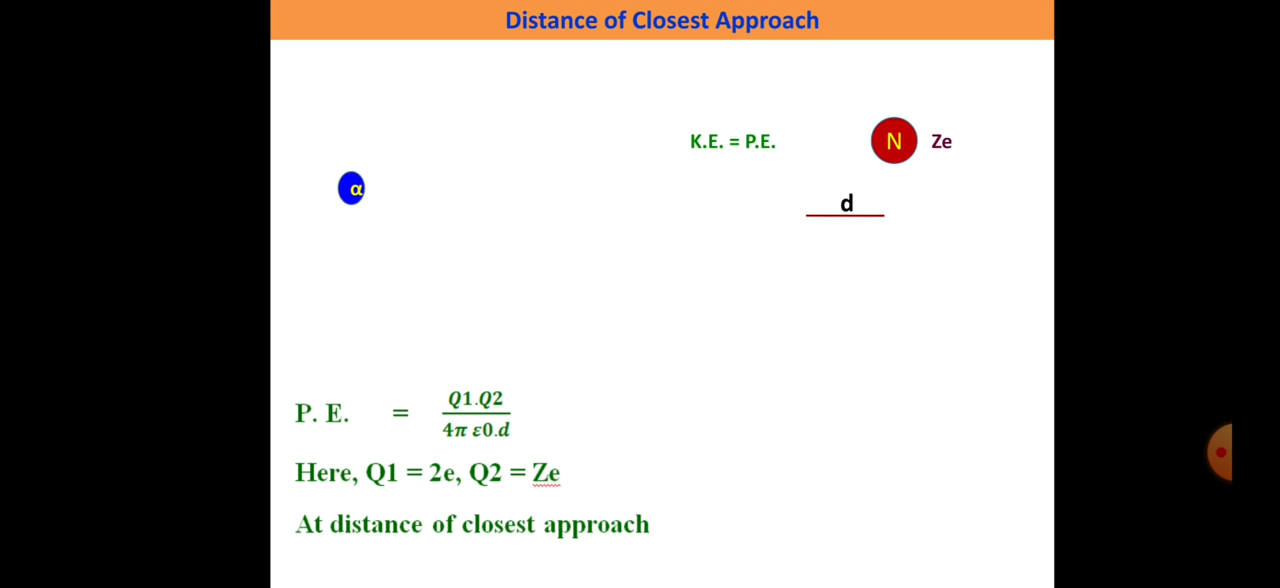 Distance of Closest Approach
K.E. = P.E.
N
Ze
α
d
P. E. = Q1.Q2 / 4π ε0.d
Here, Q1 = 2e, Q2 = Ze
At distance of closest approach